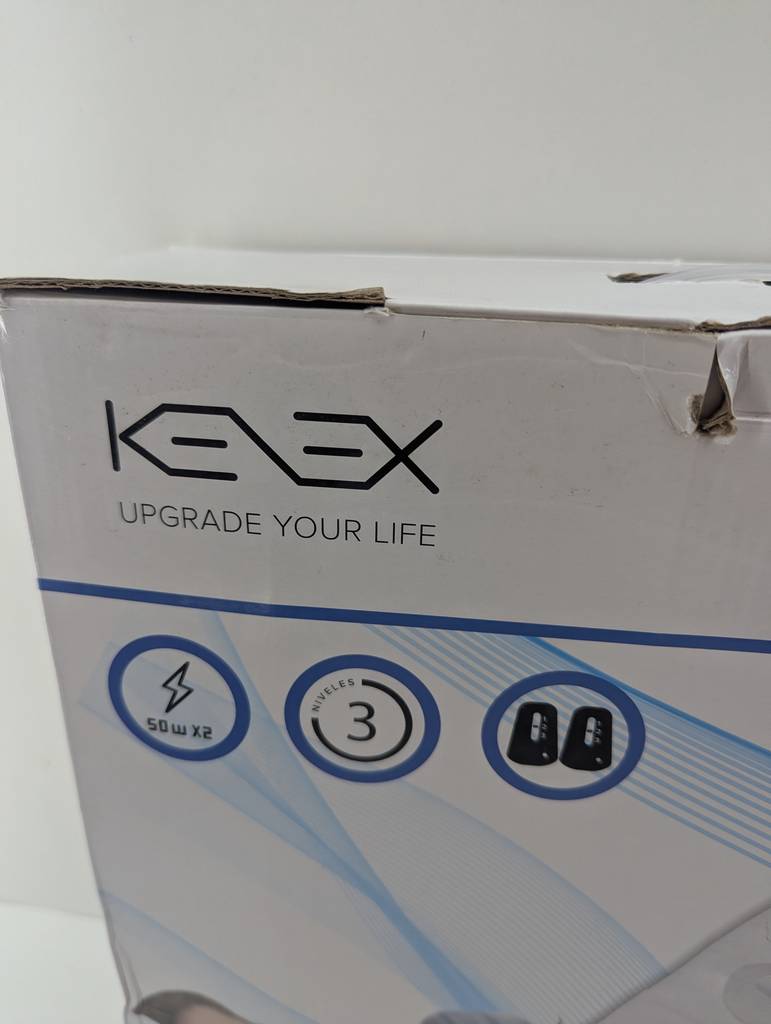 KENEX
UPGRADE YOUR LIFE
50W X2
NIVELES
3